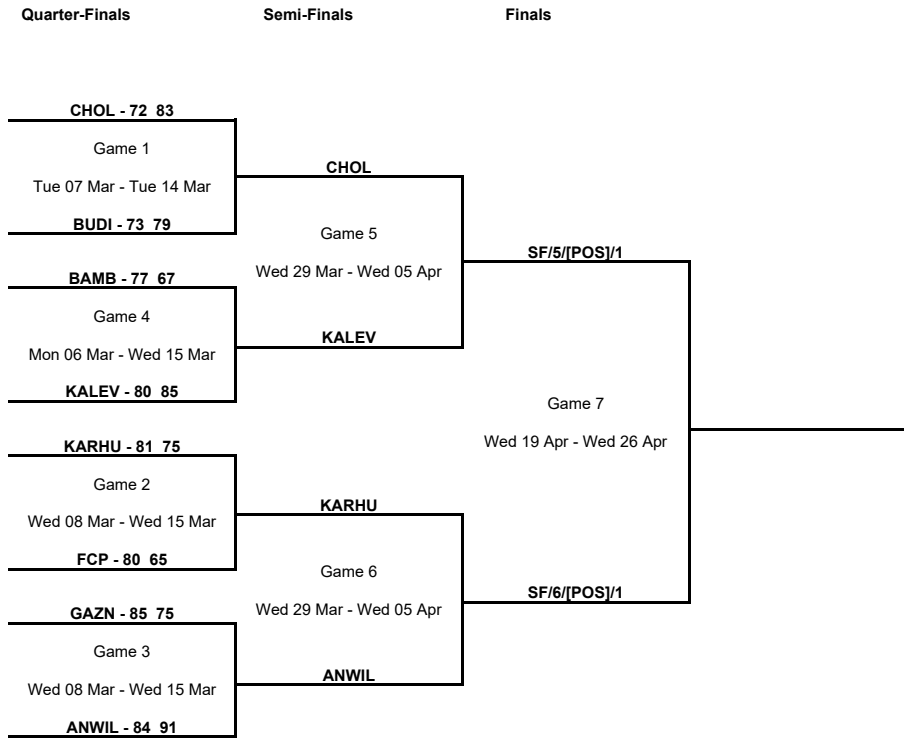 Quarter-Finals Semi-Finals Finals
CHOL - 72 83
Game 1
Tue 07 Mar - Tue 14 Mar
BUDI - 73 79
BAMB - 77 67
Game 4
Mon 06 Mar - Wed 15 Mar
KALEV - 80 85
KARHU - 81 75
Game 2
Wed 08 Mar - Wed 15 Mar
FCP - 80 65
GAZN - 85 75
Game 3
Wed 08 Mar - Wed 15 Mar
ANWIL - 84 91
CHOL
Game 5
Wed 29 Mar - Wed 05 Apr
KALEV
KARHU
Game 6
Wed 29 Mar - Wed 05 Apr
ANWIL
SF/5/[POS]/1
Game 7
Wed 19 Apr - Wed 26 Apr
SF/6/[POS]/1